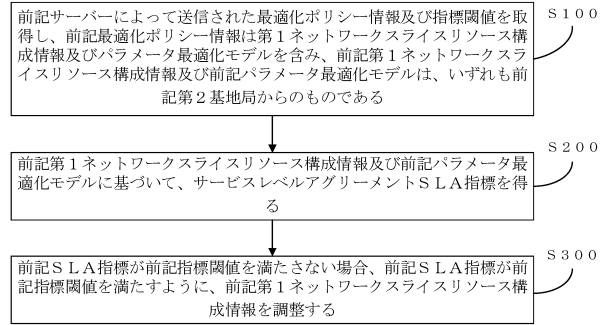 前記サーバーによって送信された最適化ポリシー情報及び指標閾値を取
得し、前記最適化ポリシー情報は第１ネットワークスライスリソース構
成情報及びパラメータ最適化モデルを含み、前記第１ネットワークスラ
イスリソース構成情報及び前記パラメータ最適化モデルは、いずれも前
記第２基地局からのものである
Ｓ１００
前記第１ネットワークスライスリソース構成情報及び前記パラメータ最
適化モデルに基づいて、サービスレベルアグリーメントＳＬＡ指標を得
る
Ｓ２００
前記ＳＬＡ指標が前記指標閾値を満たさない場合、前記ＳＬＡ指標が前
記指標閾値を満たすように、前記第１ネットワークスライスリソース構
成情報を調整する
Ｓ３００